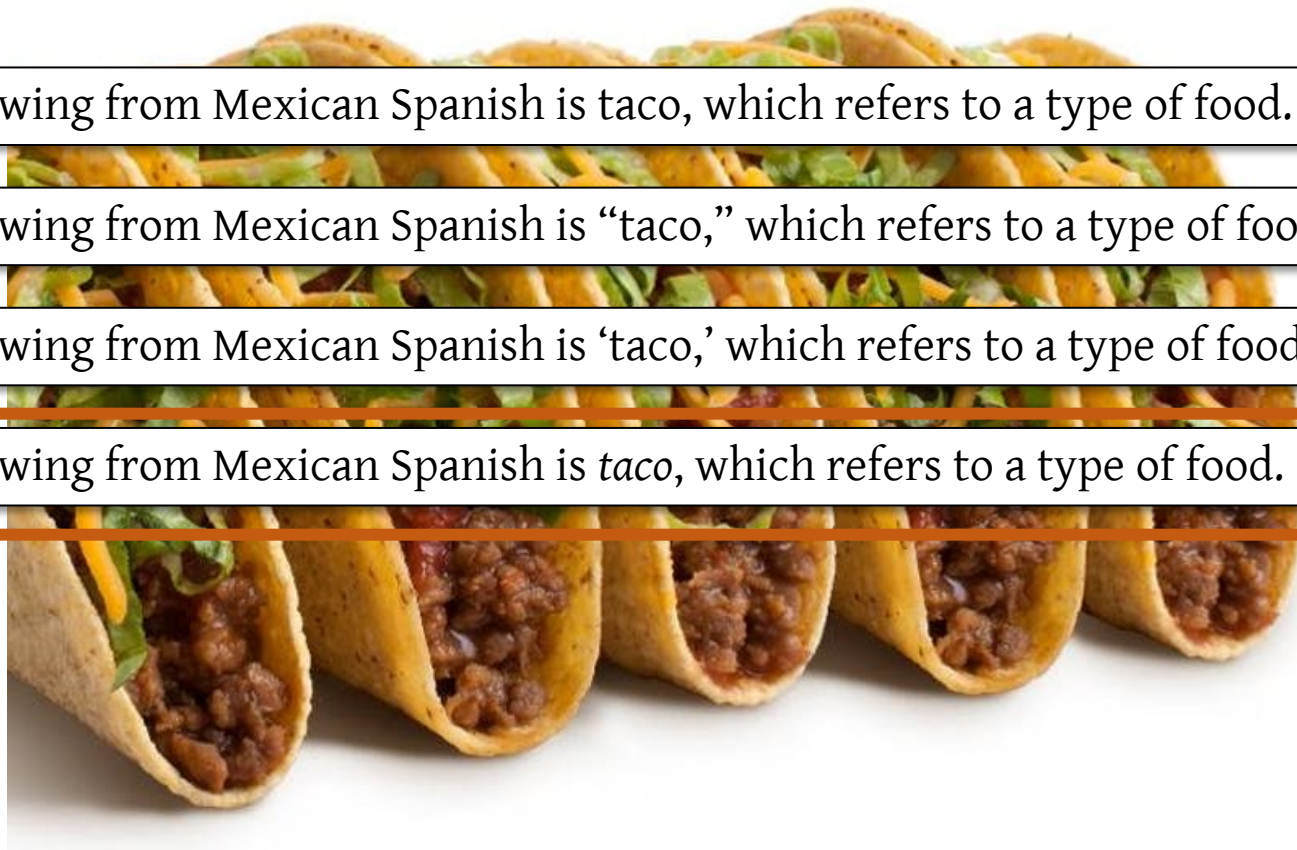 wing from Mexican Spanish is taco, which refers to a type of food.
wing from Mexican Spanish is “taco,” which refers to a type of foo
wing from Mexican Spanish is ‘taco,’ which refers to a type of food
wing from Mexican Spanish is taco, which refers to a type of food.